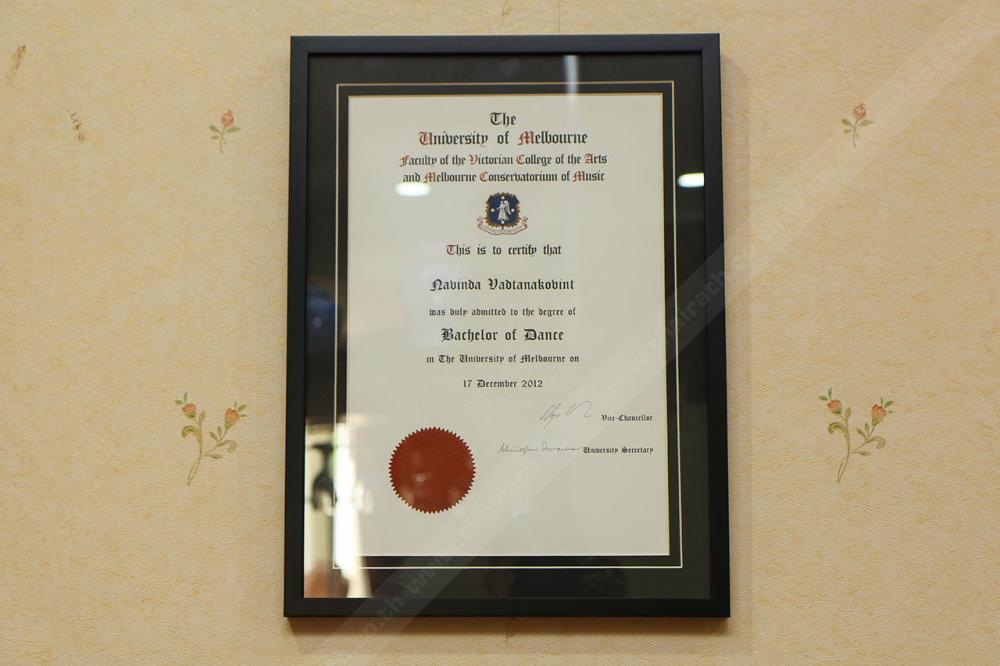 The
University of Melbourne
Faculty of the Victorian College of the Arts
and Melbourne Conservatorium of Music
This is to certify that
Navinda Vadtanakovint
was duly admitted to the degree of
Bachelor of Dance
in The University of Melbourne on
17 December 2012
Vice-Chancellor
University Secretary